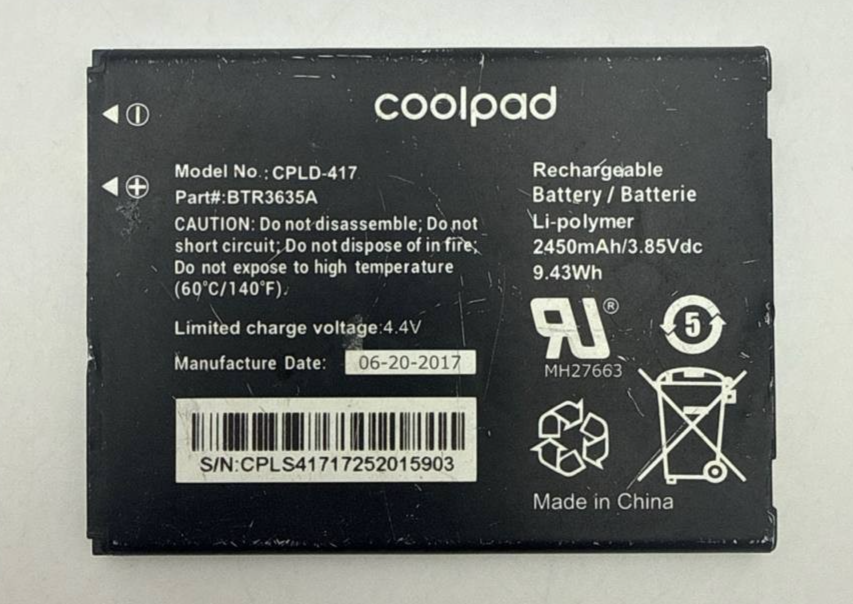 coolpad
Model No.: CPLD-417
Part#:BTR3635A
CAUTION: Do not disassemble; Do not
short circuit; Do not dispose of in fire;
Do not expose to high temperature
(60°C/140°F).
Limited charge voltage:4.4V
Manufacture Date: 06-20-2017
S/N:CPLS41717252015903
Rechargeable
Battery / Batterie
Li-polymer
2450mAh/3.85Vdc
9.43Wh
RU®
5
MH27663
Made in China